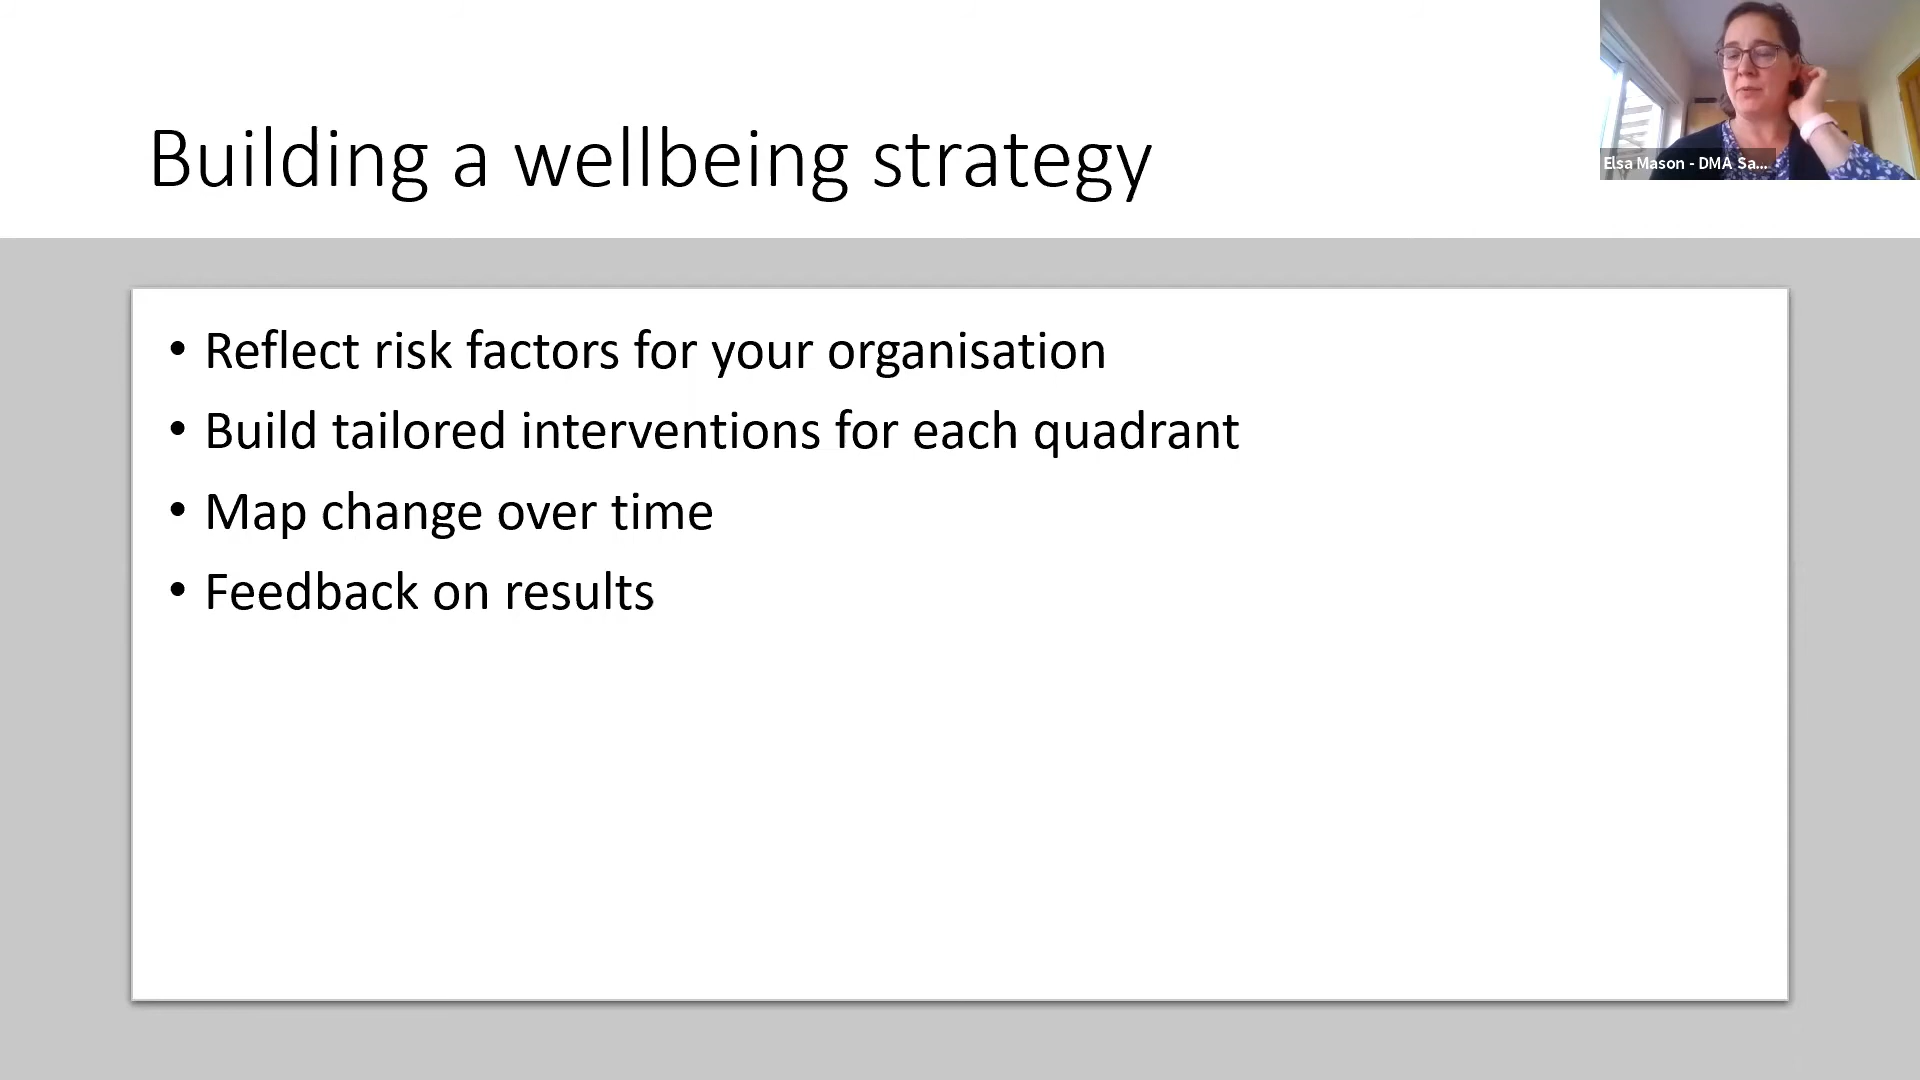 Building a wellbeing strategy
Elsa Mason - DMA Sa...
• Reflect risk factors for your organisation
• Build tailored interventions for each quadrant
• Map change over time
• Feedback on results